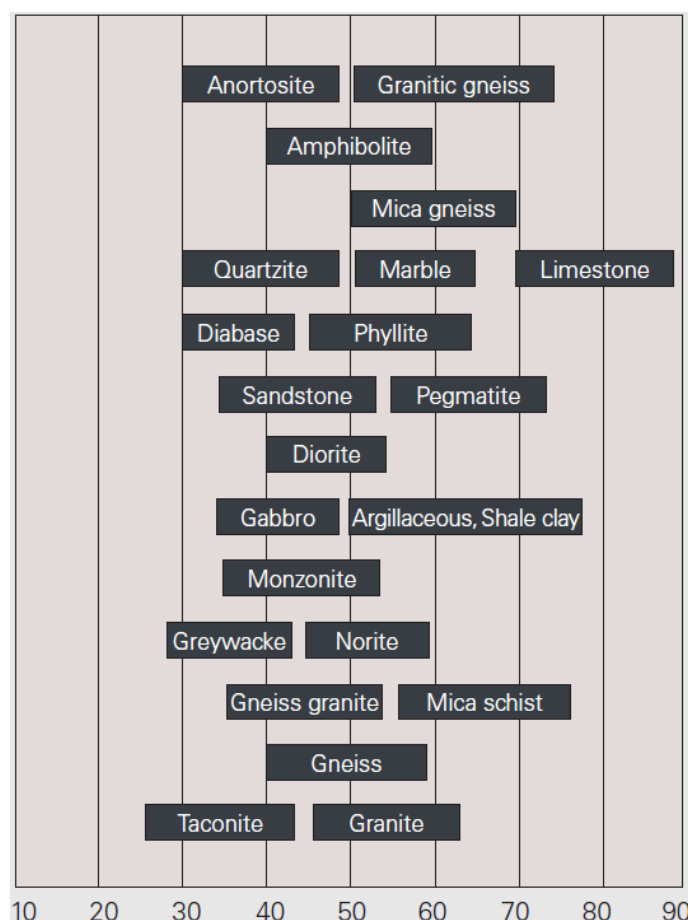 Anortosite Granitic gneiss
Amphibolite
Mica gneiss
Quartzite Marble Limestone
Diabase Phyllite
Sandstone Pegmatite
Diorite
Gabbro Argillaceous, Shale clay
Monzonite
Greywacke Norite
Gneiss granite Mica schist
Gneiss
Taconite Granite
10 20 30 40 50 60 70 80 90